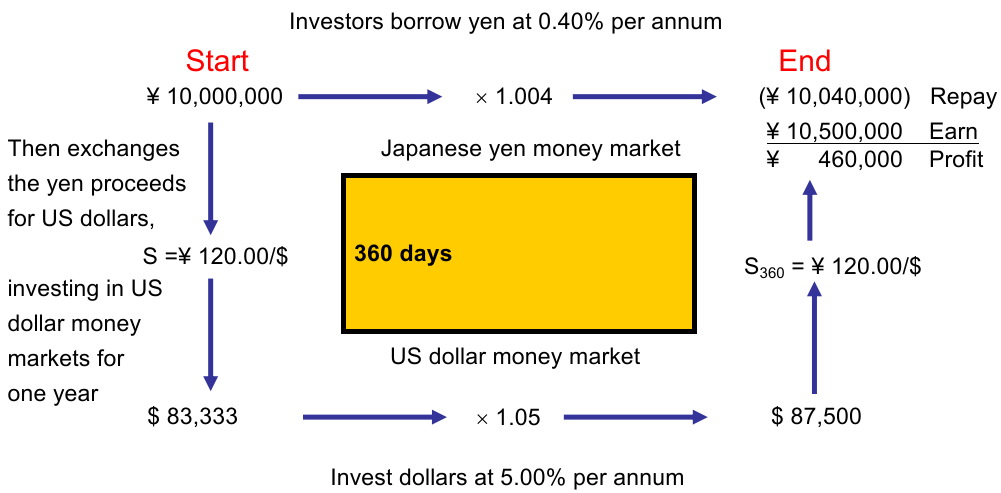 Investors borrow yen at 0.40% per annum
Start
End
¥ 10,000,000
× 1.004
(¥ 10,040,000) Repay
¥ 10,500,000 Earn
¥ 460,000 Profit
Then exchanges
the yen proceeds
for US dollars,
Japanese yen money market
S =¥ 120.00/$
360 days
S360 = ¥ 120.00/$
investing in US
dollar money
markets for
one year
US dollar money market
$ 83,333
× 1.05
$ 87,500
Invest dollars at 5.00% per annum